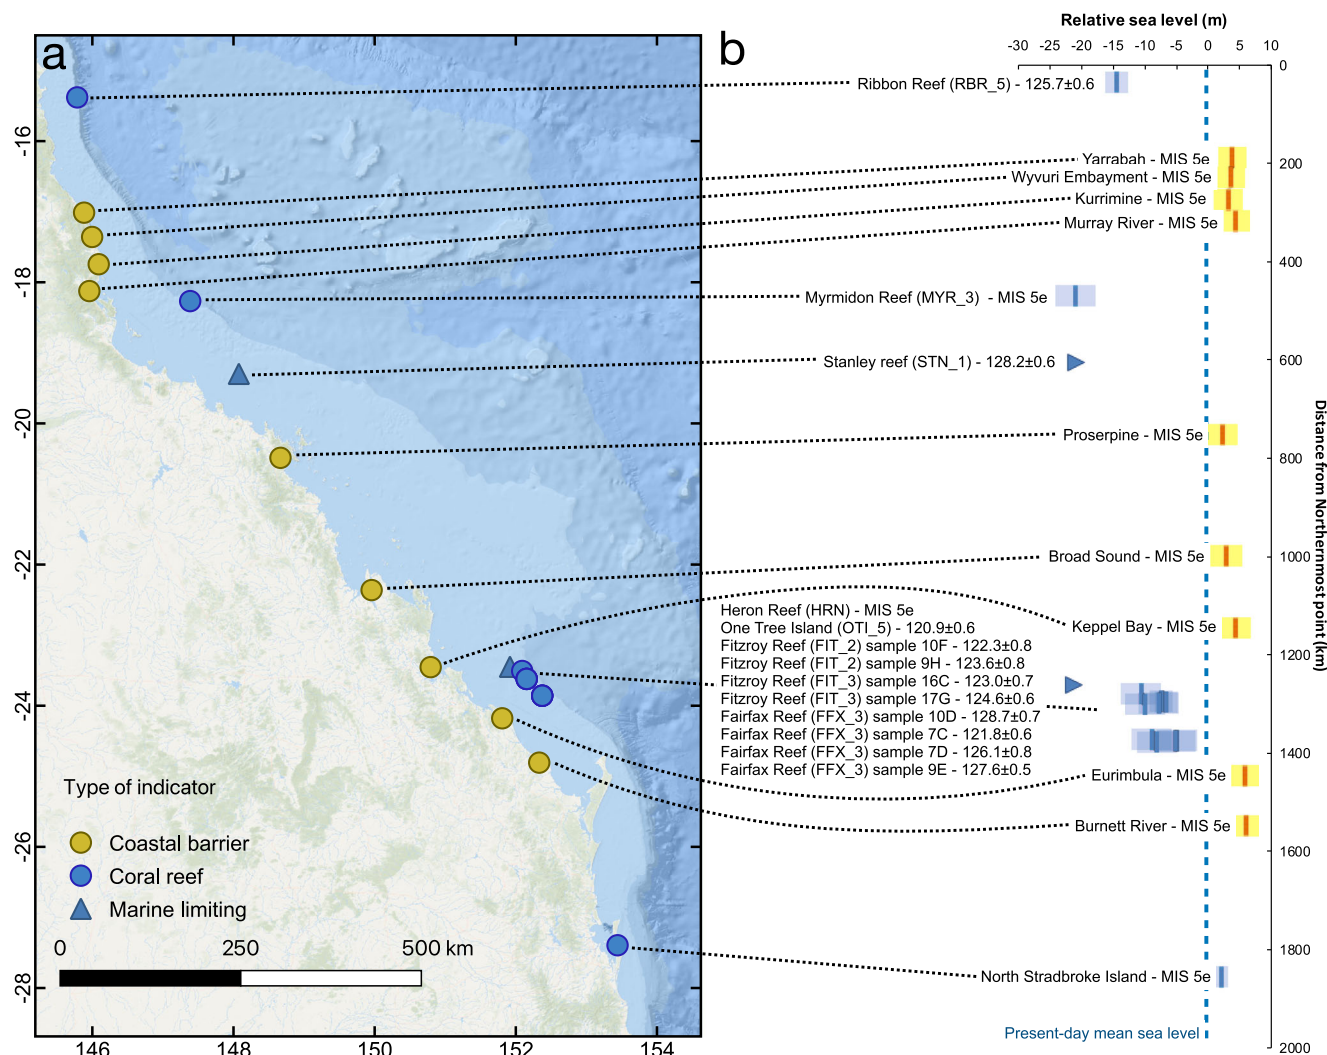 a
b
Relative sea level (m)
-30 -25 -20 -15 -10 -5 0 5 10
Ribbon Reef (RBR_5) - 125.7±0.6
Yarrabah - MIS 5e
Wyvuri Embayment - MIS 5e
Kurrimine - MIS 5e
Murray River - MIS 5e
Myrmidon Reef (MYR_3) - MIS 5e
Stanley reef (STN_1) - 128.2±0.6
Proserpine - MIS 5e
Broad Sound - MIS 5e
Keppel Bay - MIS 5e
Heron Reef (HRN) - MIS 5e
One Tree Island (OTI_5) - 120.9±0.6
Fitzroy Reef (FIT_2) sample 10F - 122.3±0.8
Fitzroy Reef (FIT_2) sample 9H - 123.6±0.8
Fitzroy Reef (FIT_3) sample 16C - 123.0±0.7
Fitzroy Reef (FIT_3) sample 17G - 124.6±0.6
Fairfax Reef (FFX_3) sample 10D - 128.7±0.7
Fairfax Reef (FFX_3) sample 7C - 121.8±0.6
Fairfax Reef (FFX_3) sample 7D - 126.1±0.8
Fairfax Reef (FFX_3) sample 9E - 127.6±0.5
Eurimbula - MIS 5e
Burnett River - MIS 5e
North Stradbroke Island - MIS 5e
Present-day mean sea level
0
200
400
600
800
1000
1200
1400
1600
1800
2000
Distance from Northernmost point (km)
-16
-18
-20
-22
-24
-26
-28
Type of indicator
Coastal barrier
Coral reef
Marine limiting
0 250 500 km
146 148 150 152 154